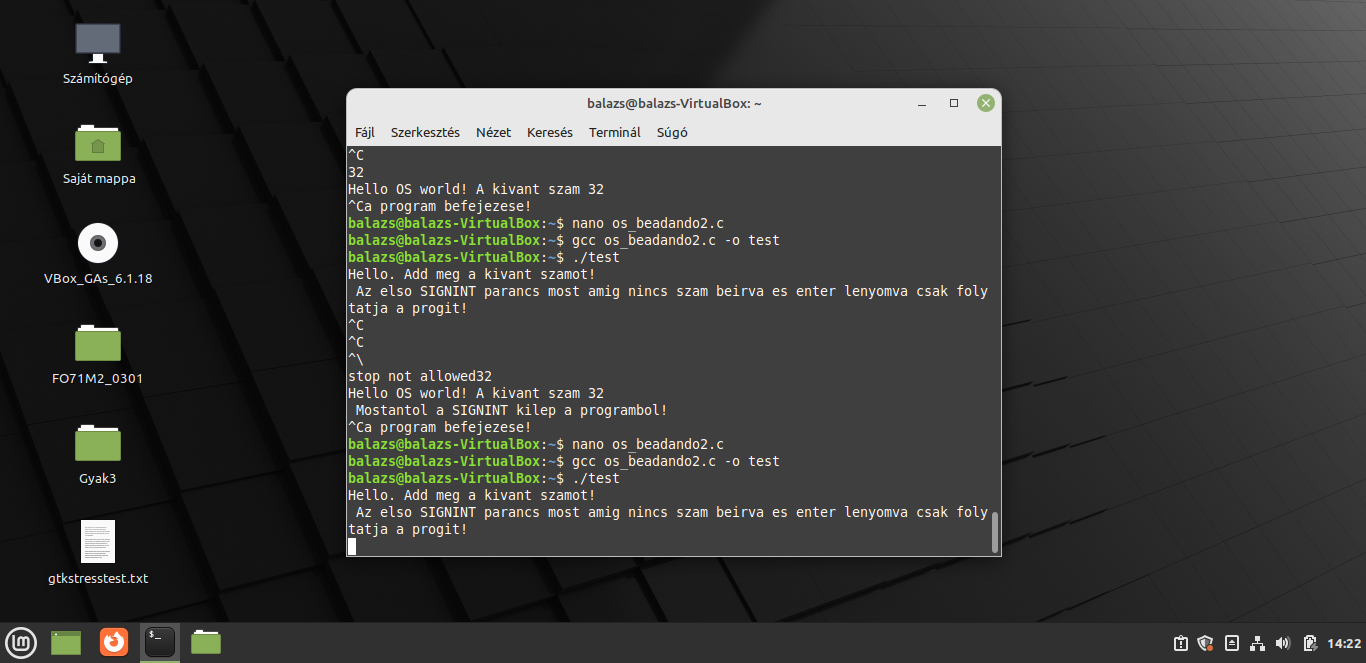 Számítógép
Saját mappa
VBox_GAs_6.1.18
FO71M2_0301
Gyak3
gtkstresstest.txt
balazs@balazs-VirtualBox: ~
Fájl Szerkesztés Nézet Keresés Terminál Súgó
^C
32
Hello OS world! A kivant szam 32
^Ca program befejezese!
balazs@balazs-VirtualBox:~$ nano os_beadando2.c
balazs@balazs-VirtualBox:~$ gcc os_beadando2.c -o test
balazs@balazs-VirtualBox:~$ ./test
Hello. Add meg a kivant szamot!
Az elso SIGNINT parancs most amig nincs szam beirva es enter lenyomva csak foly
tatja a progit!
^C
^C
^\
stop not allowed32
Hello OS world! A kivant szam 32
Mostantol a SIGNINT kilep a programbol!
^Ca program befejezese!
balazs@balazs-VirtualBox:~$ nano os_beadando2.c
balazs@balazs-VirtualBox:~$ gcc os_beadando2.c -o test
balazs@balazs-VirtualBox:~$ ./test
Hello. Add meg a kivant szamot!
Az elso SIGNINT parancs most amig nincs szam beirva es enter lenyomva csak foly
tatja a progit!
14:22